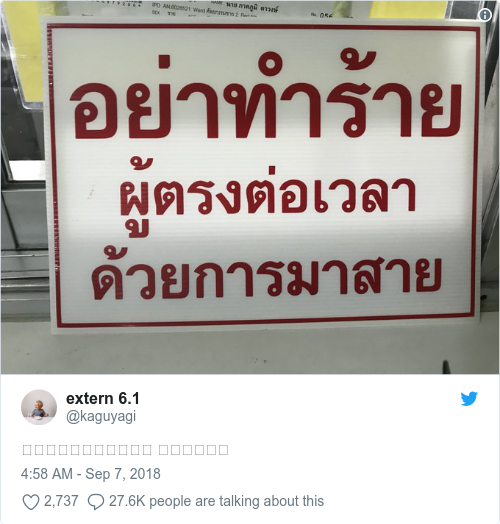 อย่าทำร้าย
ผู้ตรงต่อเวลา
ด้วยการมาสาย
extern 6.1
@kaguyagi
4:58 AM - Sep 7, 2018
2,737 27.6K people are talking about this